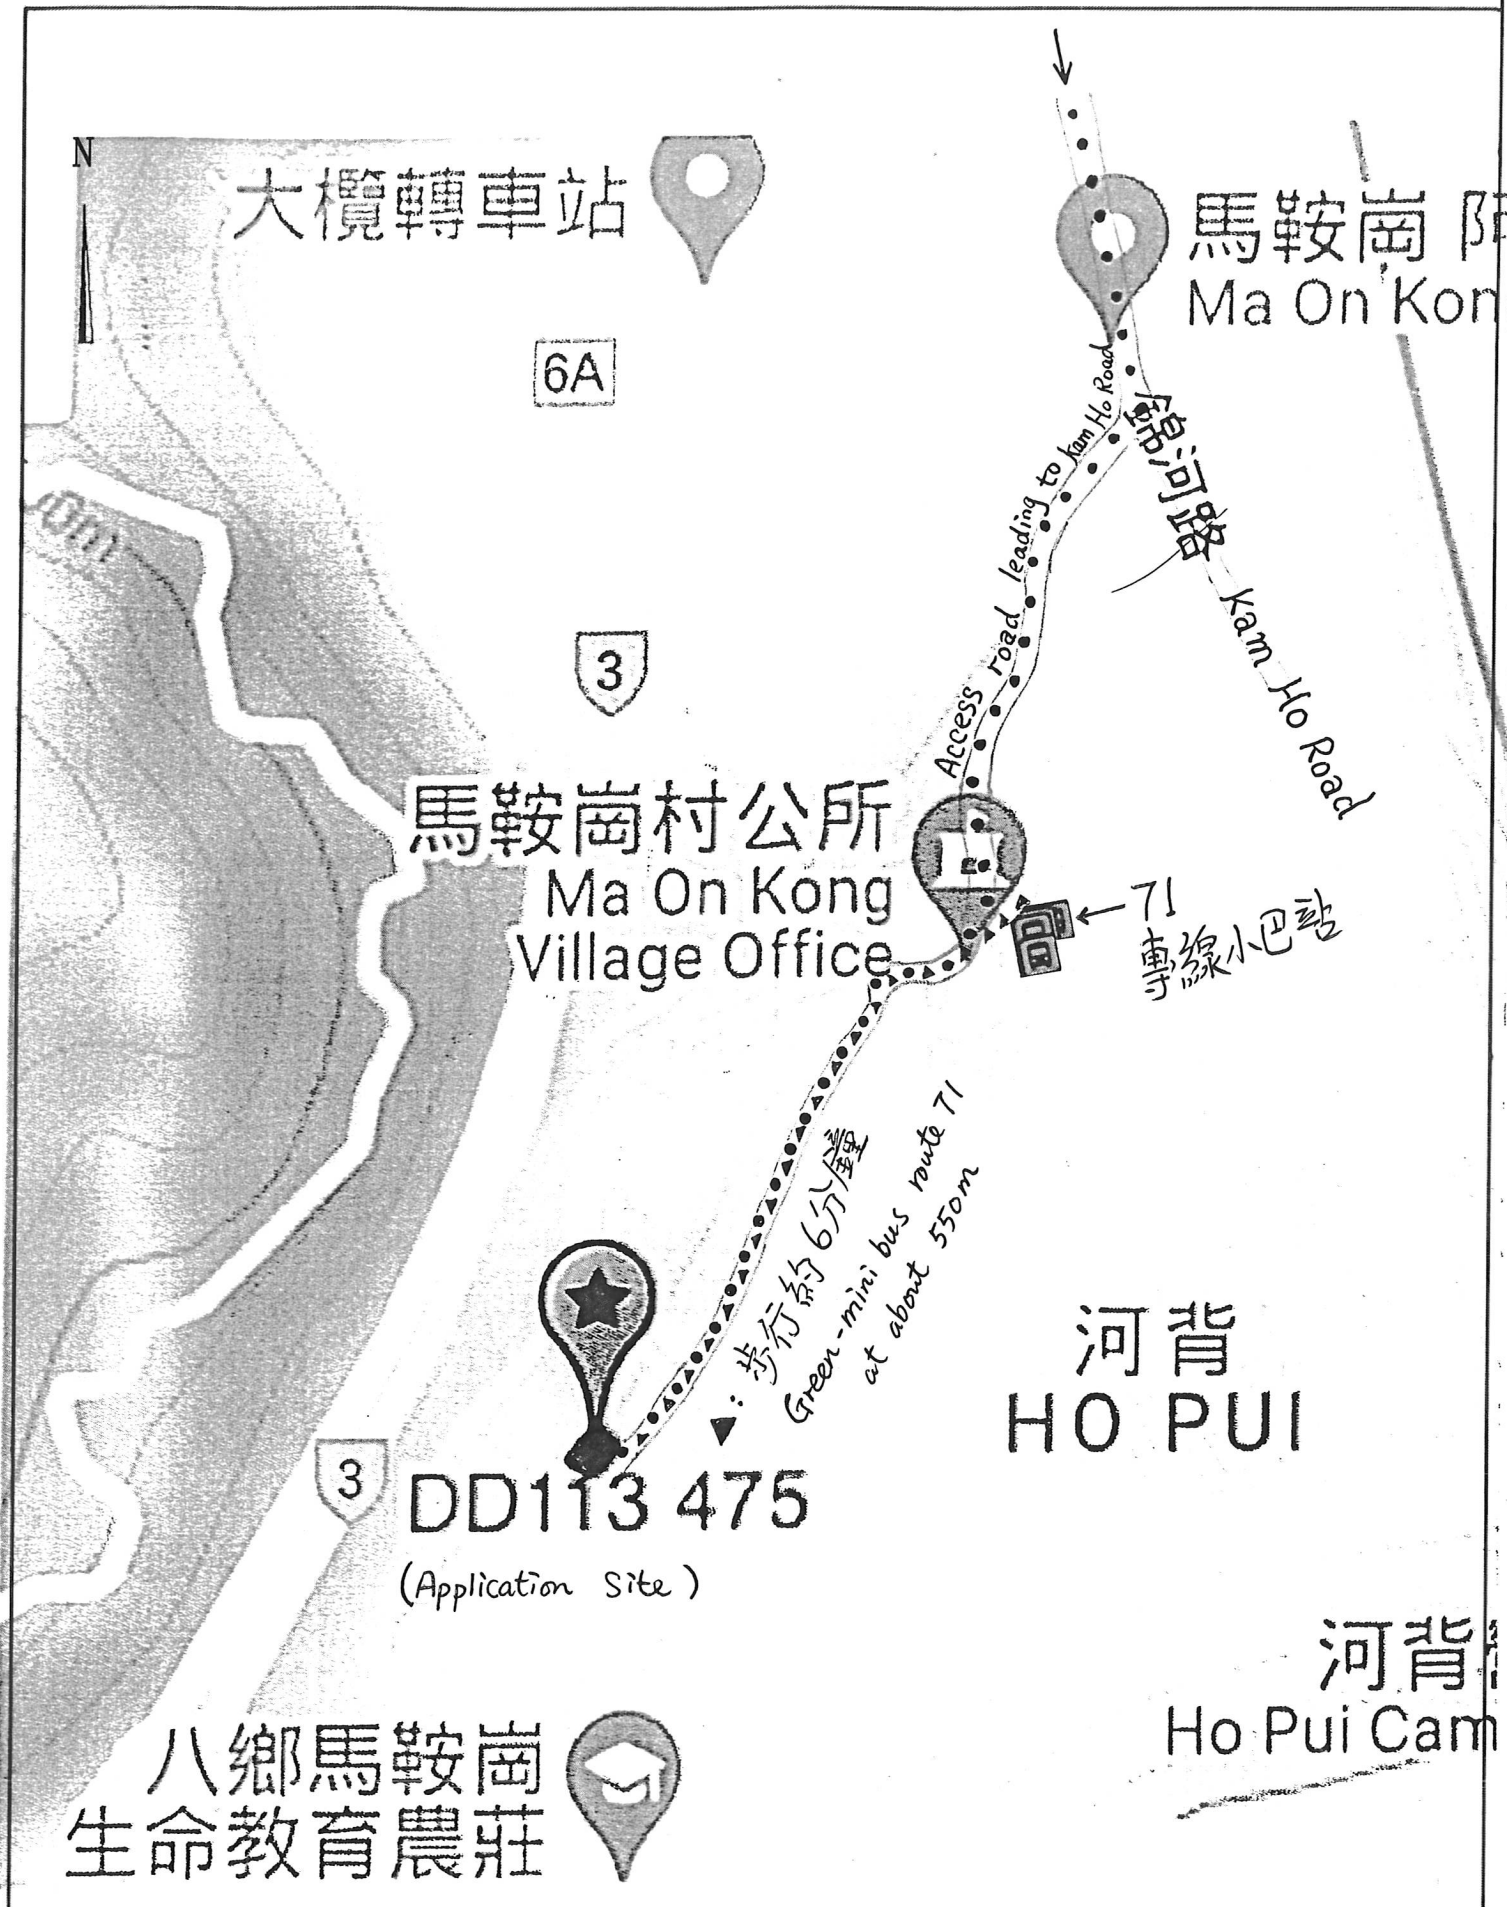 N
大欖轉車站
馬鞍崗
Ma On Kon
6A
錦河路
Access road leading to Kam Ho Road
Kam Ho Road
3
馬鞍崗村公所
Ma On Kong
Village Office
71
專線小巴站
▲: 步行約6分鐘
Green-mini bus route 71
at about 550m
河背
HO PUI
3
DD113 475
(Application Site)
河背
Ho Pui Cam
八鄉馬鞍崗
生命教育農莊